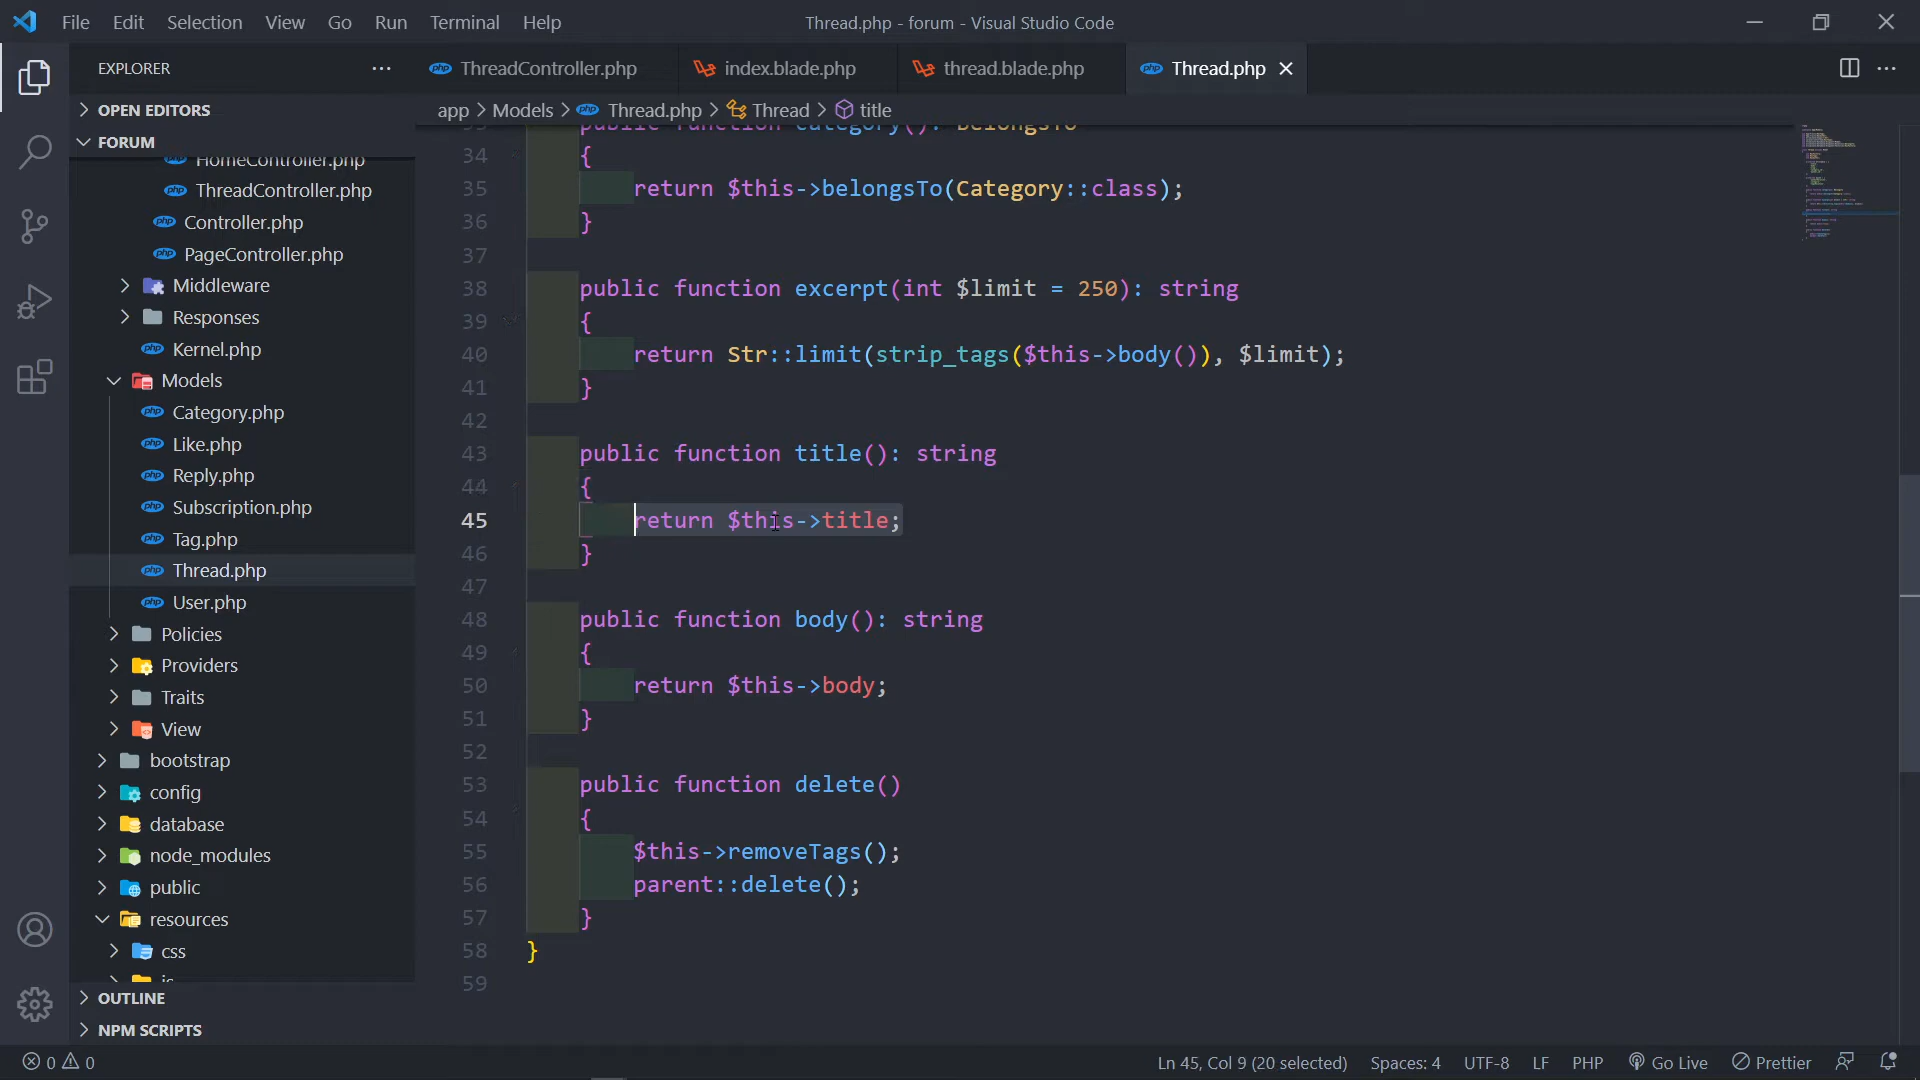 File Edit Selection View Go Run Terminal Help
Thread.php - forum - Visual Studio Code
EXPLORER
ThreadController.php index.blade.php thread.blade.php Thread.php
OPEN EDITORS
app > Models > Thread.php > Thread > title
FORUM
HomeController.php
ThreadController.php
Controller.php
PageController.php
Middleware
Responses
Kernel.php
Models
Category.php
Like.php
Reply.php
Subscription.php
Tag.php
Thread.php
User.php
Policies
Providers
Traits
View
bootstrap
config
database
node_modules
public
resources
css
js
OUTLINE
NPM SCRIPTS
33 public function category(): BelongsTo
34 {
35 return $this->belongsTo(Category::class);
36 }
37
38 public function excerpt(int $limit = 250): string
39 {
40 return Str::limit(strip_tags($this->body()), $limit);
41 }
42
43 public function title(): string
44 {
45 return $this->title;
46 }
47
48 public function body(): string
49 {
50 return $this->body;
51 }
52
53 public function delete()
54 {
55 $this->removeTags();
56 parent::delete();
57 }
58 }
59
0 0 Ln 45, Col 9 (20 selected) Spaces: 4 UTF-8 LF PHP Go Live Prettier